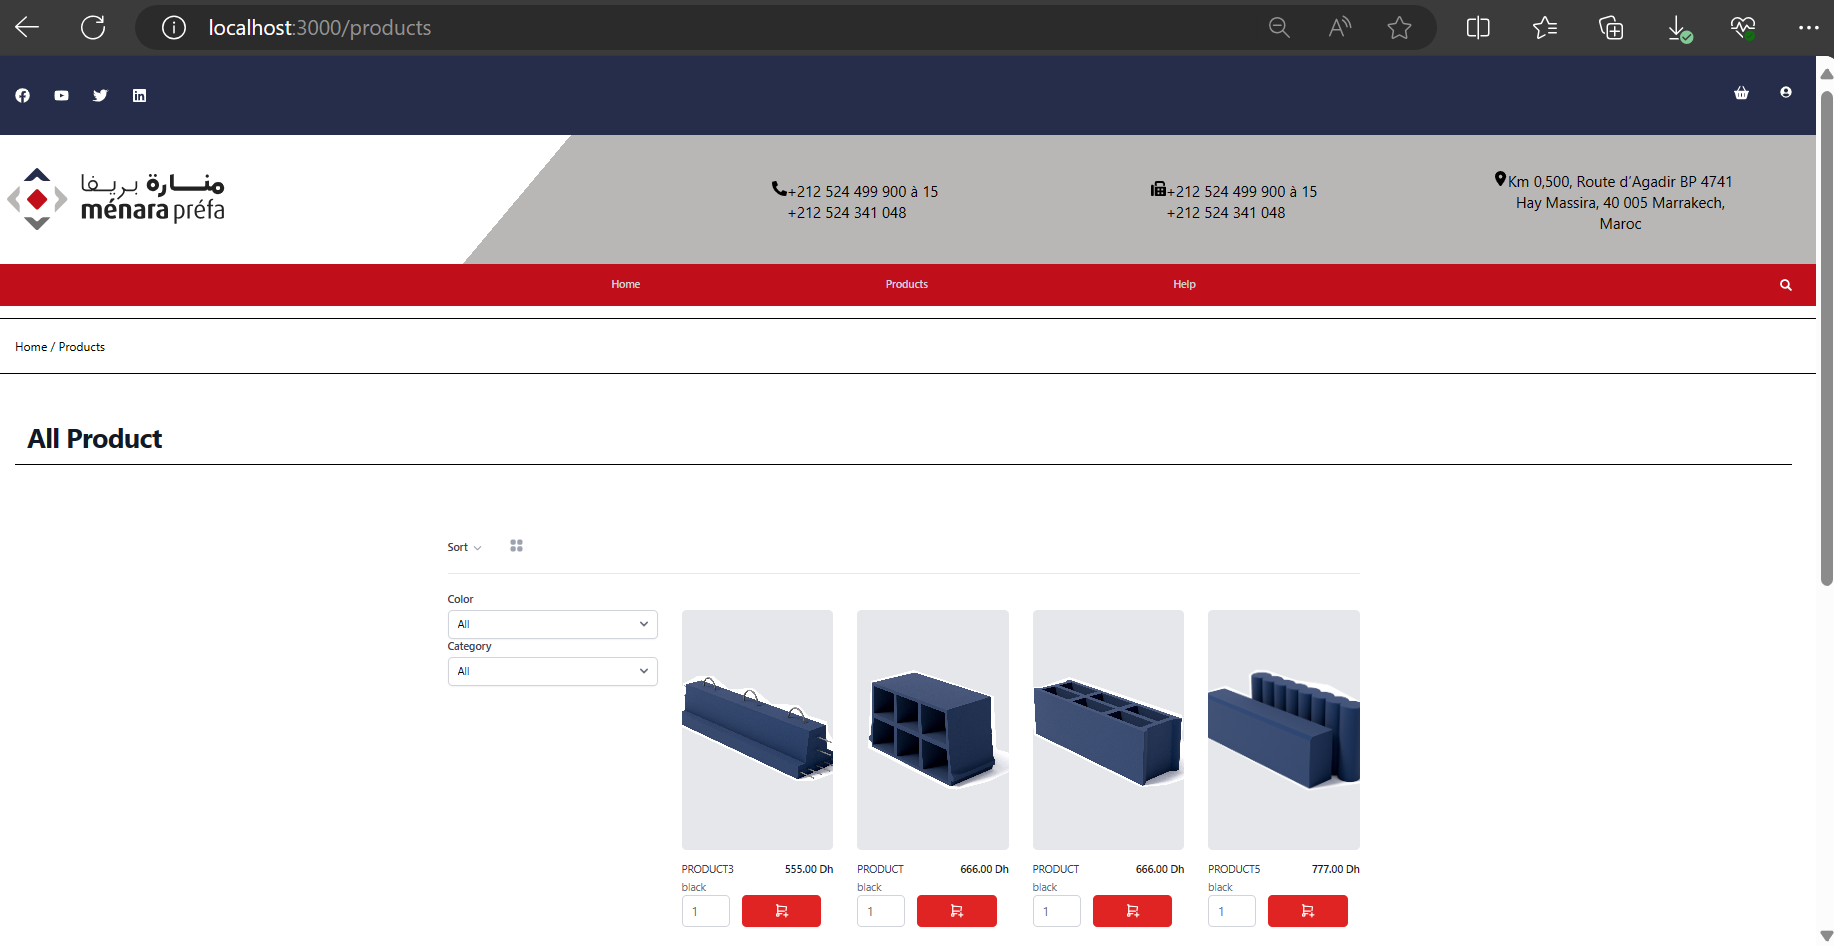 localhost:3000/products
منــارة بريــفا
ménara préfa
+212 524 499 900 à 15
+212 524 341 048
+212 524 499 900 à 15
+212 524 341 048
Km 0,500, Route d’Agadir BP 4741
Hay Massira, 40 005 Marrakech,
Maroc
Home
Products
Help
Home / Products
All Product
Sort
Color
All
Category
All
PRODUCT3 555.00 Dh
black
1
PRODUCT 666.00 Dh
black
1
PRODUCT 666.00 Dh
black
1
PRODUCT5 777.00 Dh
black
1